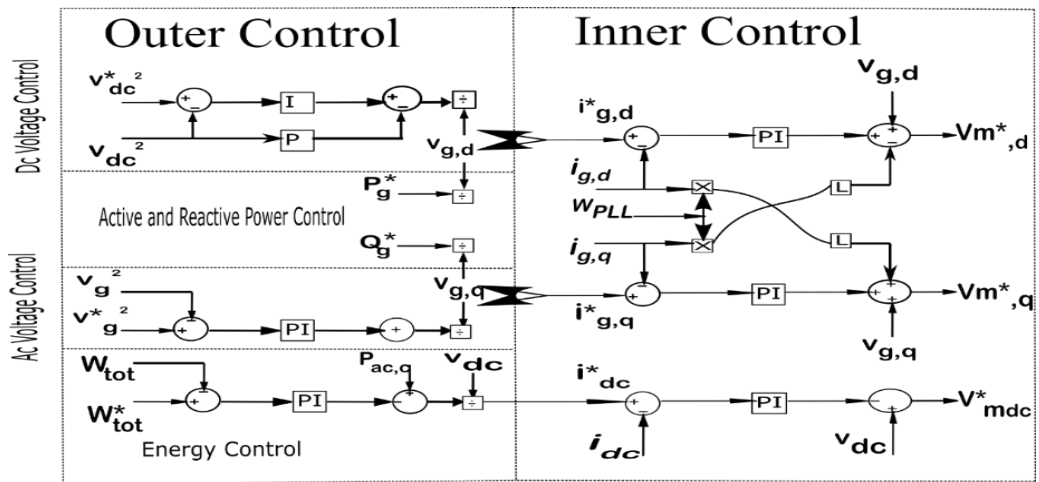 Outer Control
Inner Control
Dc Voltage Control
v*dc²
I
÷
vdc²
P
vg,d
Pg*
÷
Active and Reactive Power Control
Qg*
÷
Ac Voltage Control
vg²
vg,q
v*g²
PI
÷
Wtot
Pac,q
vdc
W*tot
PI
÷
Energy Control
vg,d
i*g,d
PI
Vm*,d
ig,d
×
L
WPLL
ig,q
×
L
i*g,q
PI
Vm*,q
vg,q
i*dc
PI
V*mdc
idc
vdc